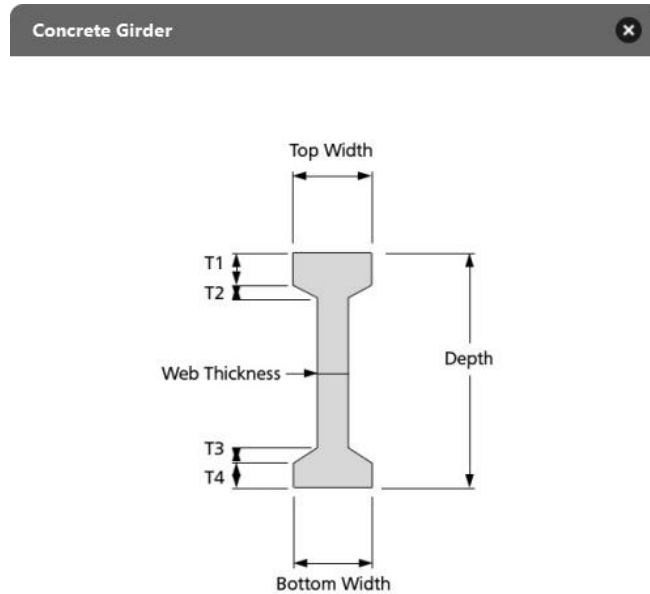 Concrete Girder
Top Width
T1
T2
Web Thickness
Depth
T3
T4
Bottom Width